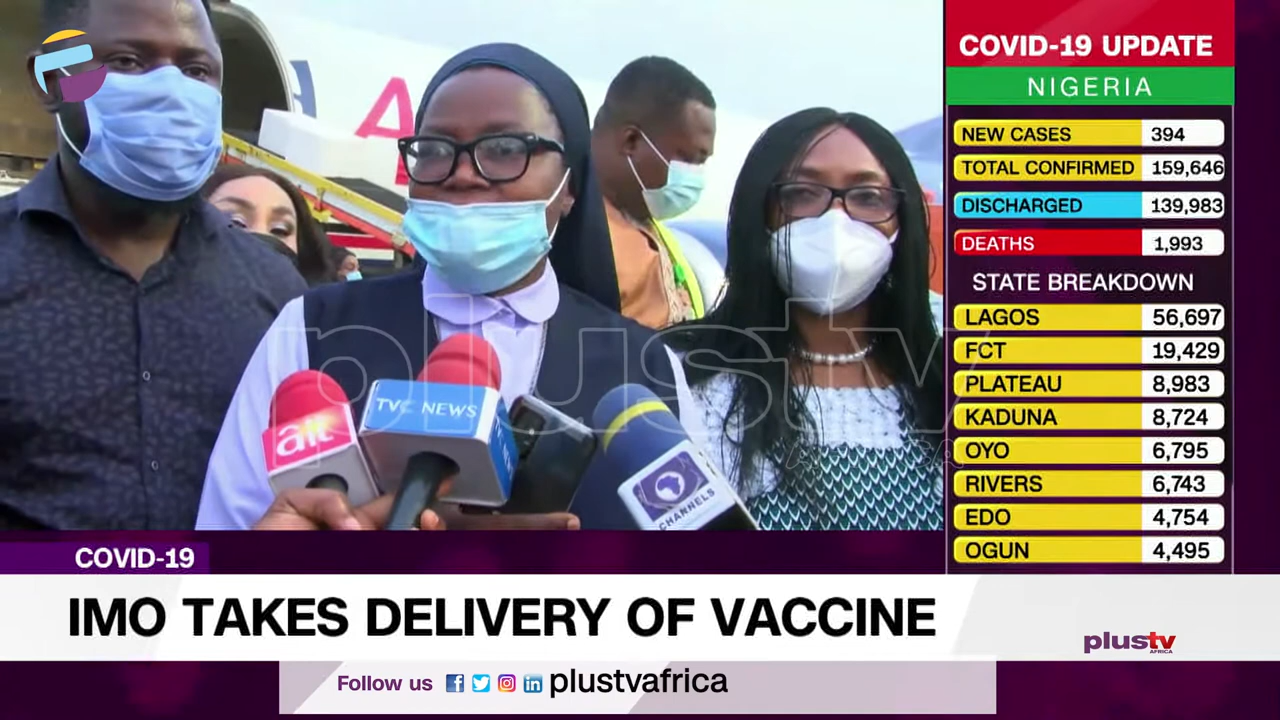 COVID-19 UPDATE
NIGERIA
NEW CASES 394
TOTAL CONFIRMED 159,646
DISCHARGED 139,983
DEATHS 1,993
STATE BREAKDOWN
LAGOS 56,697
FCT 19,429
PLATEAU 8,983
KADUNA 8,724
OYO 6,795
RIVERS 6,743
EDO 4,754
OGUN 4,495
plustv
ait
TVC NEWS
CHANNELS
COVID-19
IMO TAKES DELIVERY OF VACCINE
plustv
AFRICA
Follow us plustvafrica